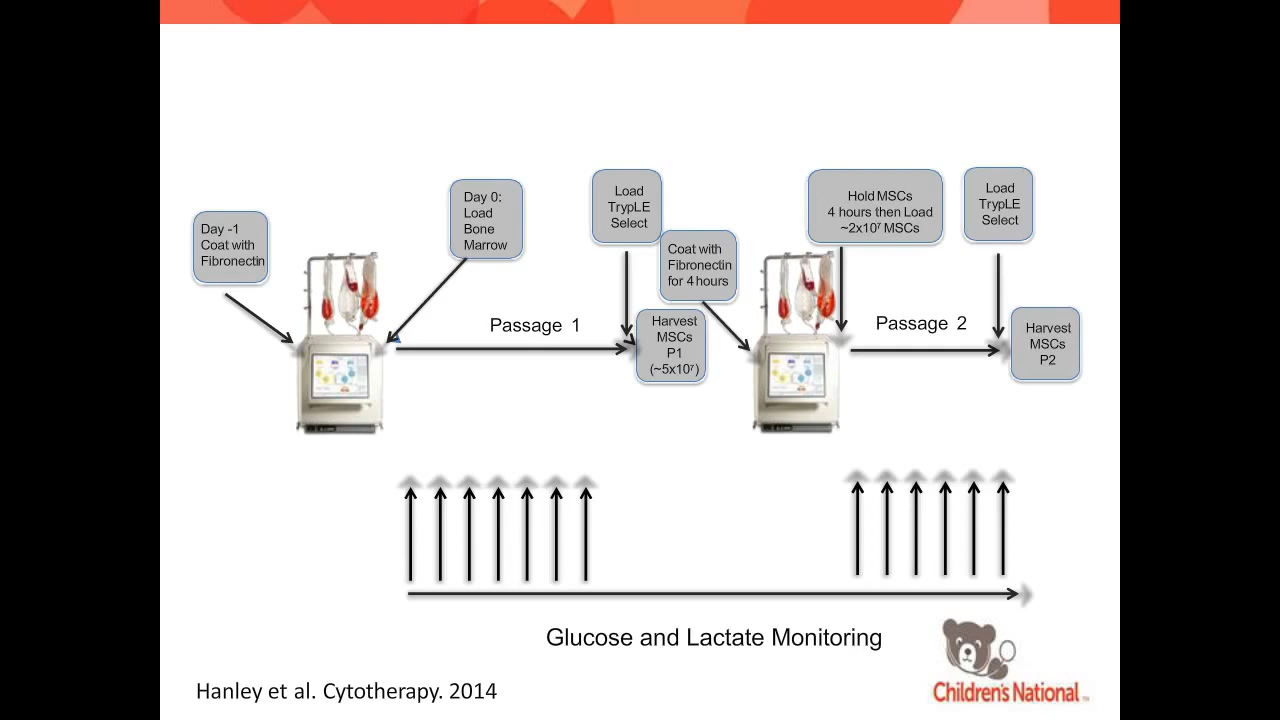 Day -1
Coat with
Fibronectin
Day 0:
Load
Bone
Marrow
Load
TrypLE
Select
Coat with
Fibronectin
for 4 hours
Hold MSCs
4 hours then Load
~2x10⁷ MSCs
Load
TrypLE
Select
Passage 1
Harvest
MSCs
P1
(~5x10⁷)
Passage 2
Harvest
MSCs
P2
Glucose and Lactate Monitoring
Hanley et al. Cytotherapy. 2014
Children's National